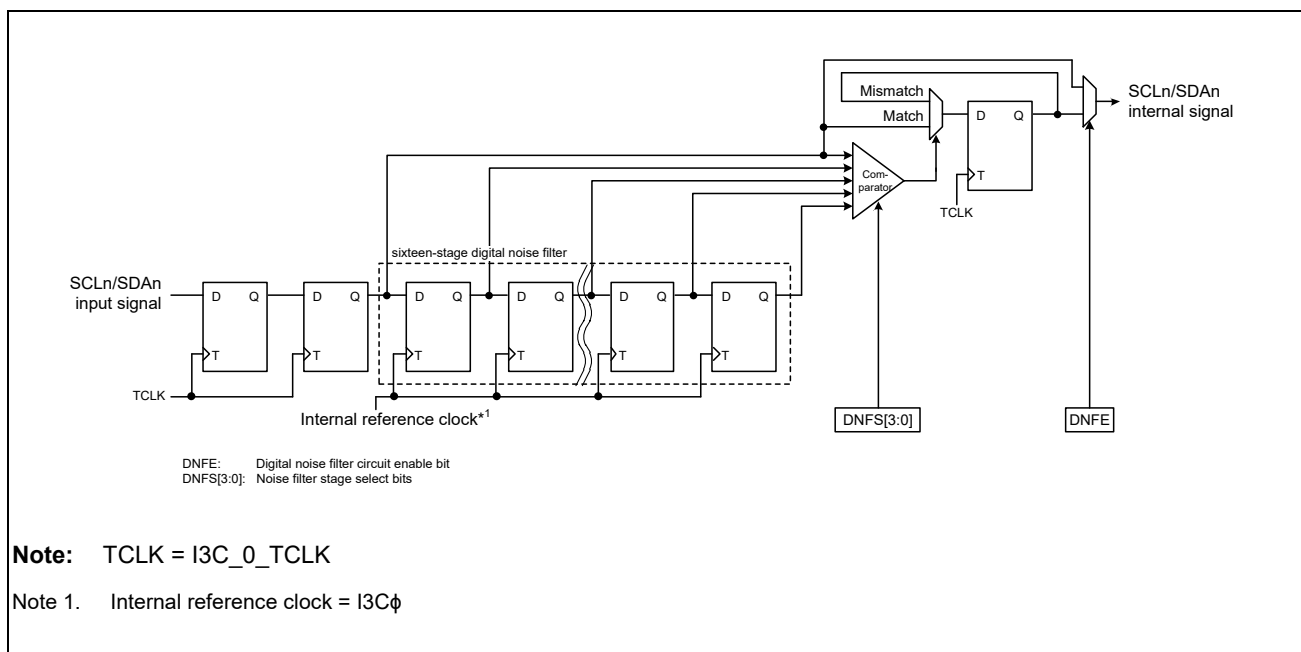 Mismatch
Match
D Q
T
TCLK
SCLn/SDAn
internal signal
Com-
parator
sixteen-stage digital noise filter
SCLn/SDAn
input signal
D Q D Q D Q D Q D Q D Q
T T T T T T
TCLK
Internal reference clock*1
DNFS[3:0]
DNFE
DNFE: Digital noise filter circuit enable bit
DNFS[3:0]: Noise filter stage select bits
Note: TCLK = I3C_0_TCLK
Note 1. Internal reference clock = I3Cϕ